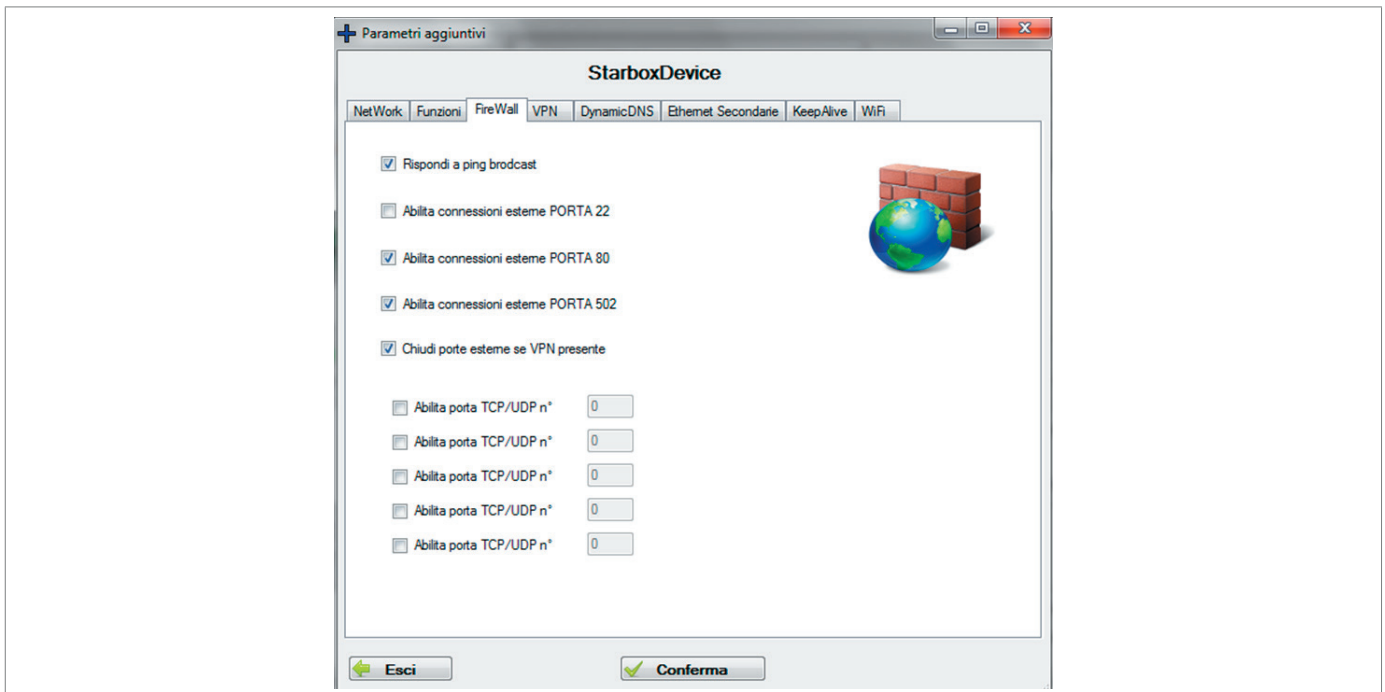 Parametri aggiuntivi
StarboxDevice
NetWork Funzioni FireWall VPN DynamicDNS Ethernet Secondarie KeepAlive WiFi
Rispondi a ping brodcast
Abilita connessioni esterne PORTA 22
Abilita connessioni esterne PORTA 80
Abilita connessioni esterne PORTA 502
Chiudi porte esterne se VPN presente
Abilita porta TCP/UDP n° 0
Abilita porta TCP/UDP n° 0
Abilita porta TCP/UDP n° 0
Abilita porta TCP/UDP n° 0
Abilita porta TCP/UDP n° 0
Esci Conferma